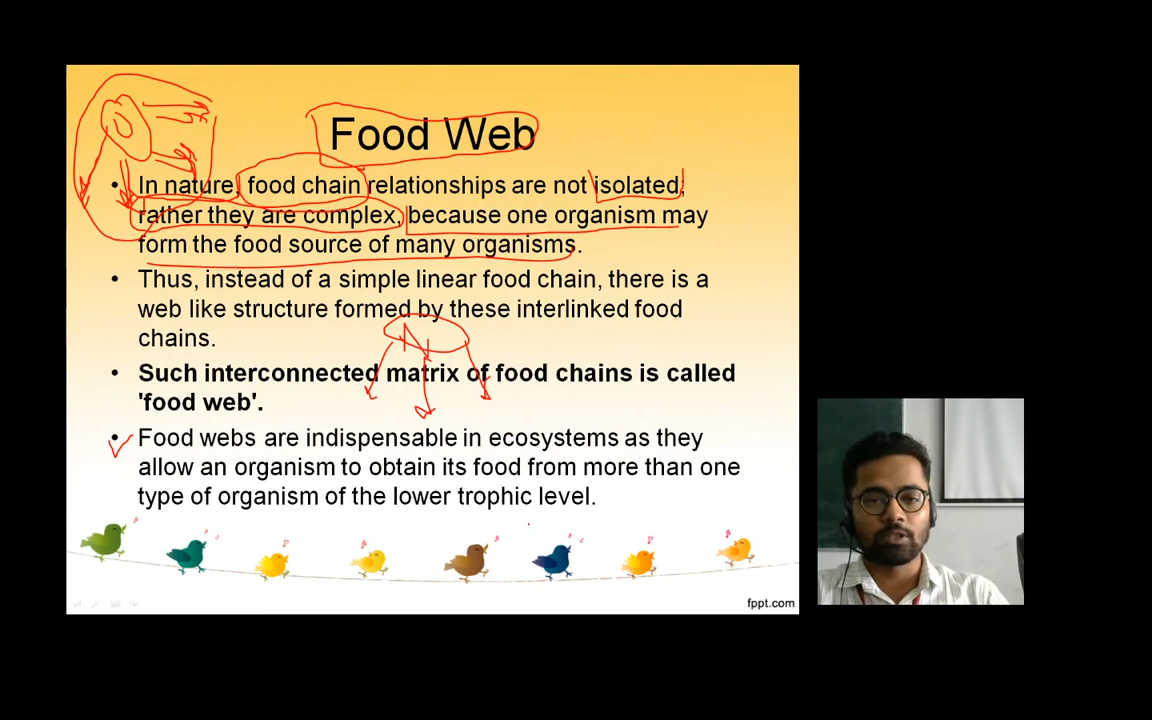 Food Web
• In nature, food chain relationships are not isolated,
rather they are complex, because one organism may
form the food source of many organisms.
• Thus, instead of a simple linear food chain, there is a
web like structure formed by these interlinked food
chains.
• Such interconnected matrix of food chains is called
'food web'.
• Food webs are indispensable in ecosystems as they
allow an organism to obtain its food from more than one
type of organism of the lower trophic level.
fppt.com